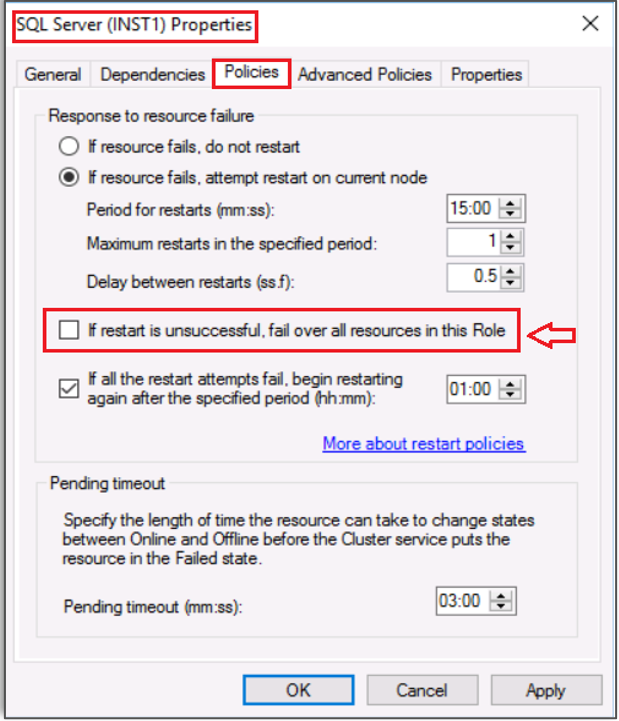 SQL Server (INST1) Properties
General Dependencies Policies Advanced Policies Properties
Response to resource failure
If resource fails, do not restart
If resource fails, attempt restart on current node
Period for restarts (mm:ss): 15:00
Maximum restarts in the specified period: 1
Delay between restarts (ss.f): 0.5
If restart is unsuccessful, fail over all resources in this Role
If all the restart attempts fail, begin restarting
again after the specified period (hh:mm): 01:00
More about restart policies
Pending timeout
Specify the length of time the resource can take to change states
between Online and Offline before the Cluster service puts the
resource in the Failed state.
Pending timeout (mm:ss): 03:00
OK Cancel Apply